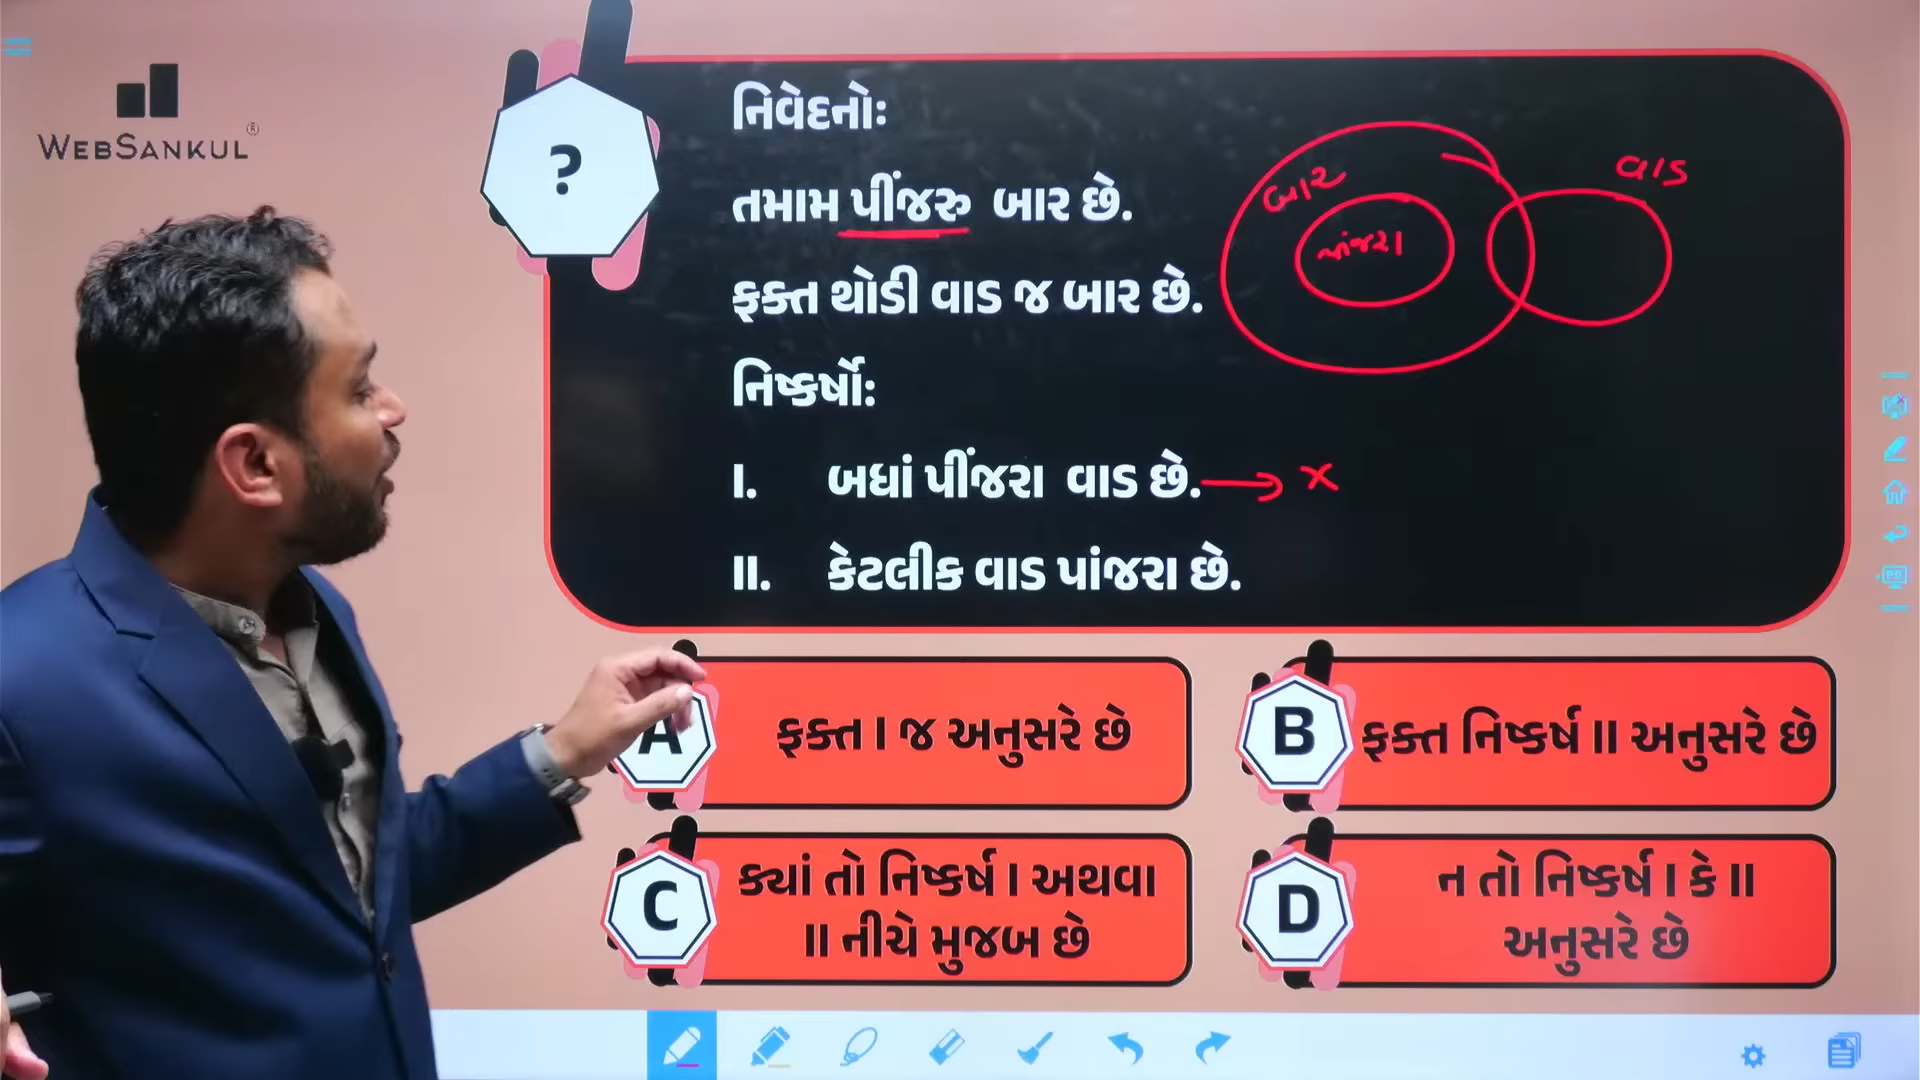 WEBSANKUL
?
નિવેદનોઃ
તમામ પીંજરુ બાર છે.
ફક્ત થોડી વાડ જ બાર છે.
બાર
પાંજરા
વાડ
નિષ્કર્ષોઃ
I. બધાં પીંજરા વાડ છે. → x
II. કેટલીક વાડ પાંજરા છે.
A ફક્ત I જ અનુસરે છે
B ફક્ત નિષ્કર્ષ II અનુસરે છે
C ક્યાં તો નિષ્કર્ષ I અથવા
II નીચે મુજબ છે
D ન તો નિષ્કર્ષ I કે II
અનુસરે છે